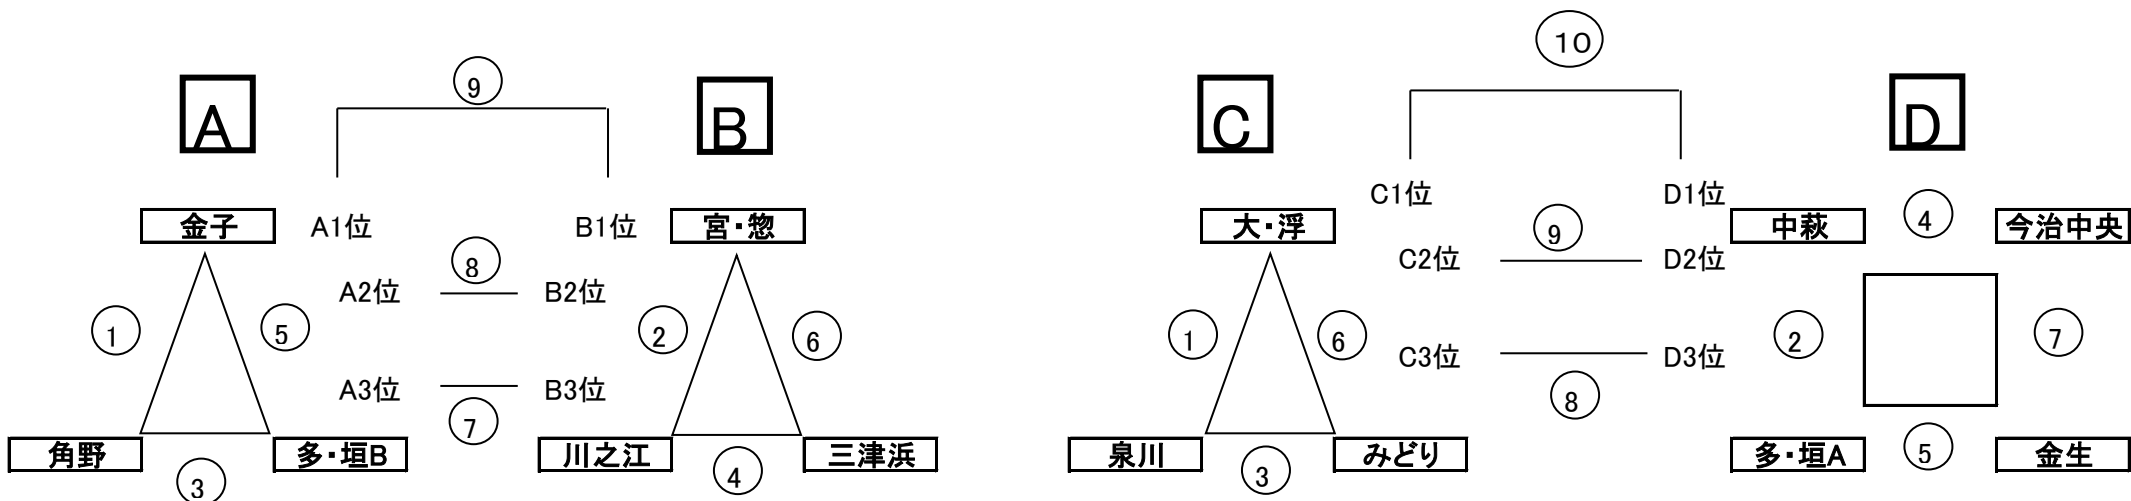 ⑨
⑩
A
B
C
D
金子
A1位
B1位
宮・惣
大・浮
C1位
D1位
中萩
④
今治中央
⑧
⑨
A2位
B2位
C2位
D2位
①
⑤
②
⑥
①
⑥
②
⑦
A3位
B3位
C3位
D3位
⑦
⑧
角野
多・垣B
川之江
三津浜
泉川
みどり
多・垣A
⑤
金生
③
④
③